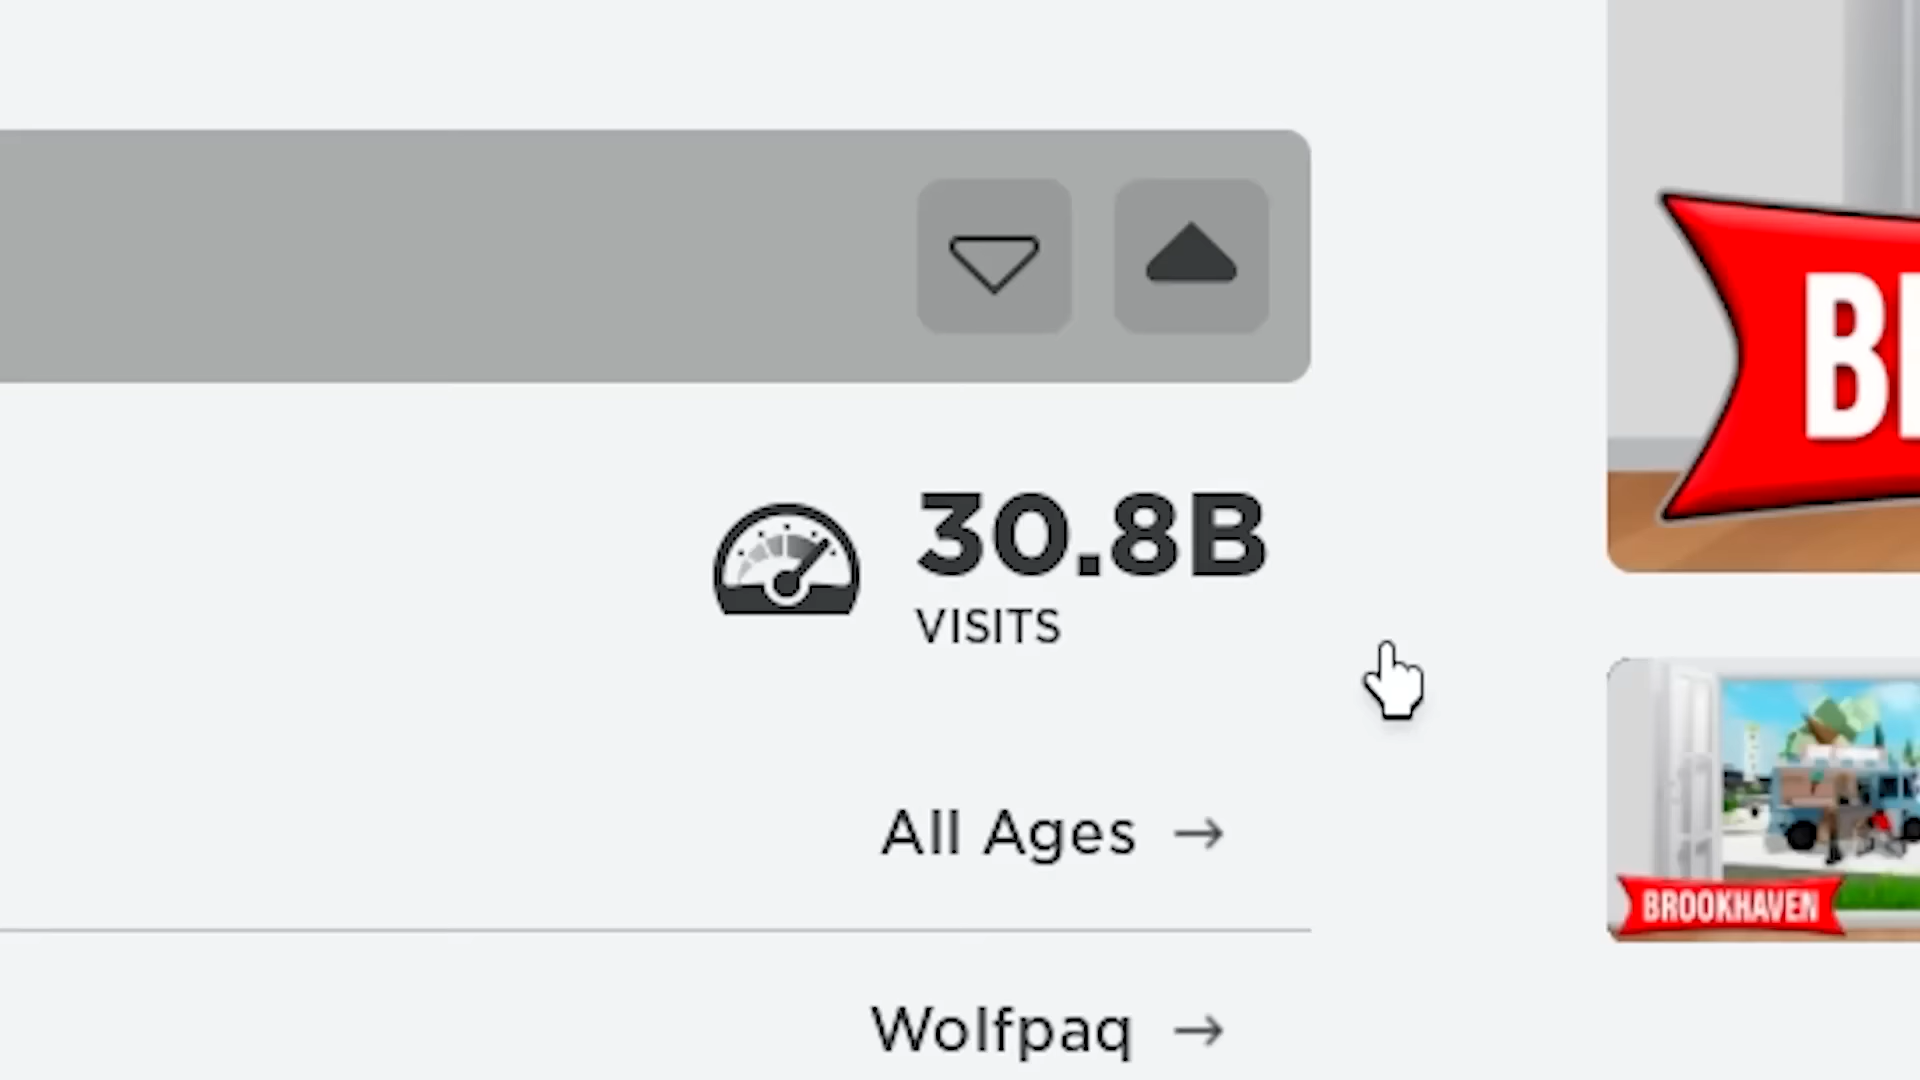 30.8B
VISITS
All Ages →
Wolfpaq →
B
BROOKHAVEN